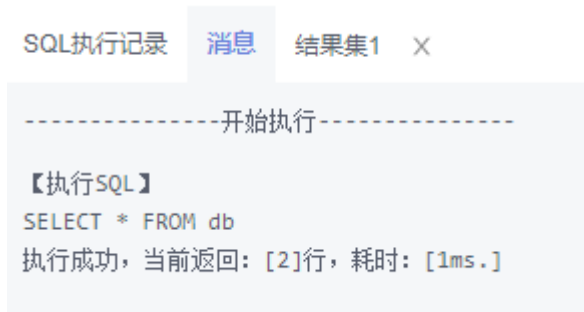 SQL执行记录 消息 结果集1 ×
---------------开始执行---------------
【执行SQL】
SELECT * FROM db
执行成功，当前返回：[2]行，耗时：[1ms.]